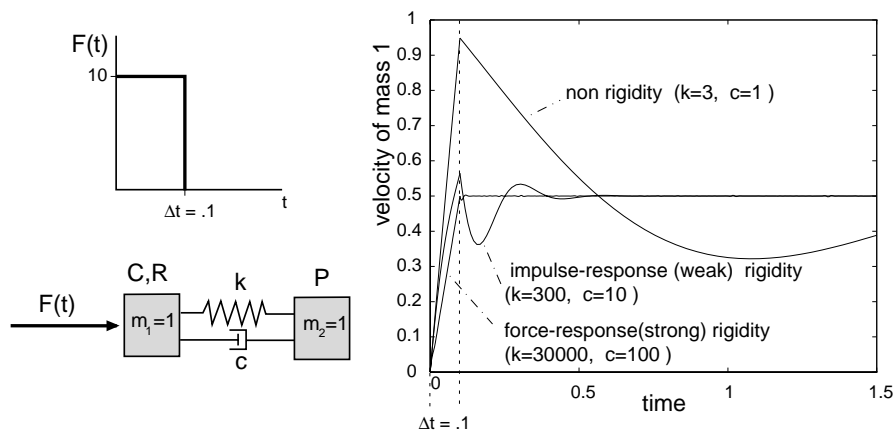 F(t)
10
Δt = .1
t
C,R
k
P
F(t)
m1=1
m2=1
c
velocity of mass 1
1
0.9
0.8
0.7
0.6
0.5
0.4
0.3
0.2
0.1
0
non rigidity (k=3, c=1 )
impulse-response (weak) rigidity
(k=300, c=10 )
force-response(strong) rigidity
(k=30000, c=100 )
0
0.5
1
1.5
time
Δt = .1